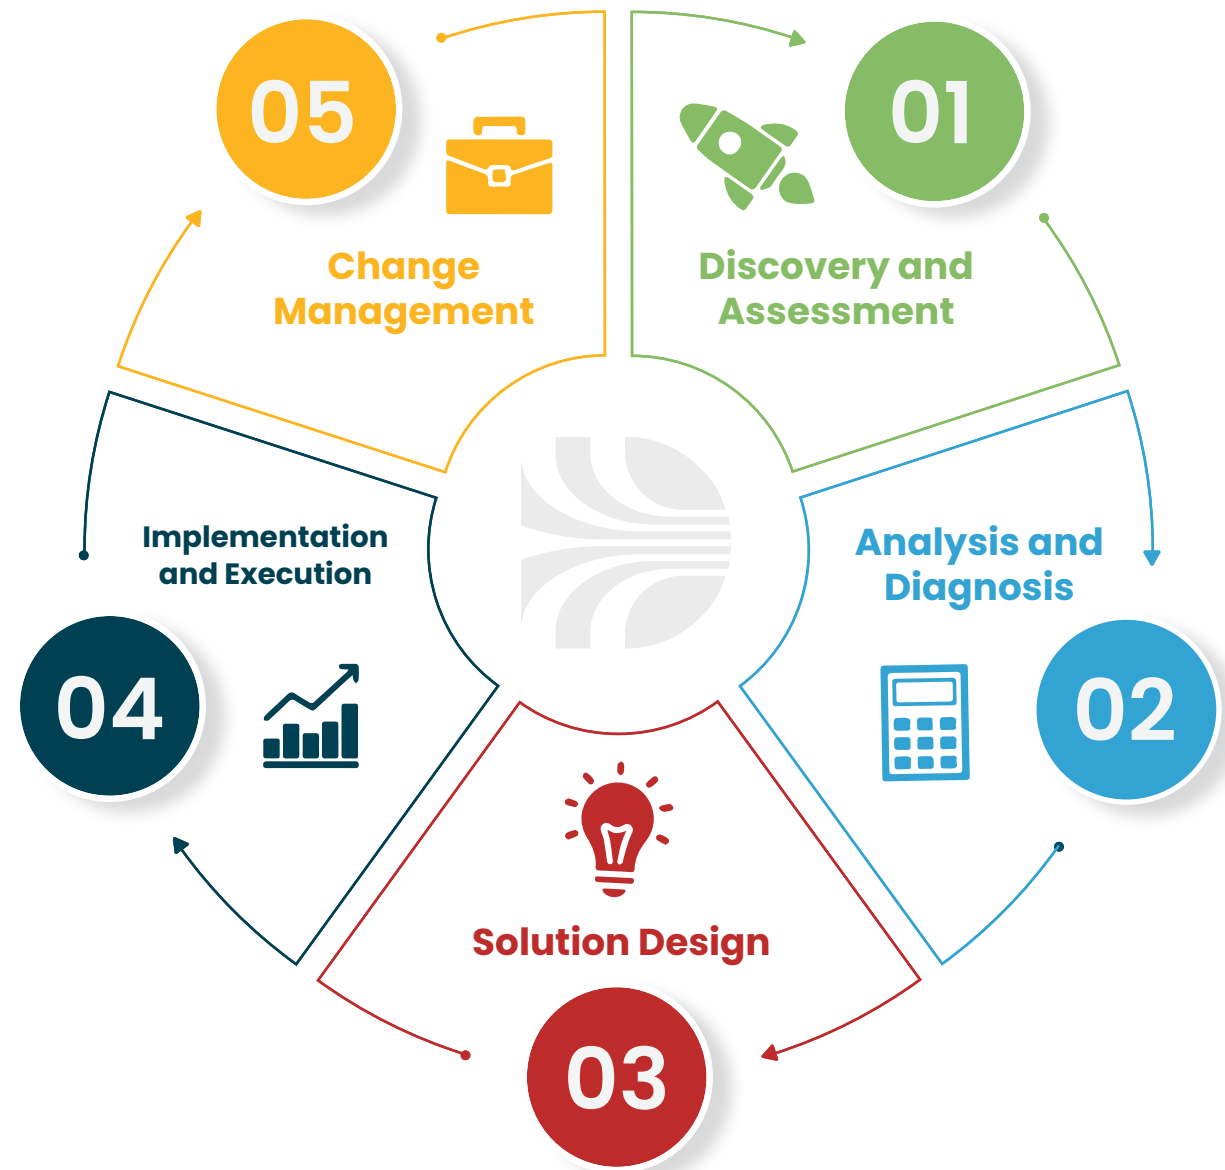 01
Discovery and
Assessment
02
Analysis and
Diagnosis
03
Solution Design
04
Implementation
and Execution
05
Change
Management